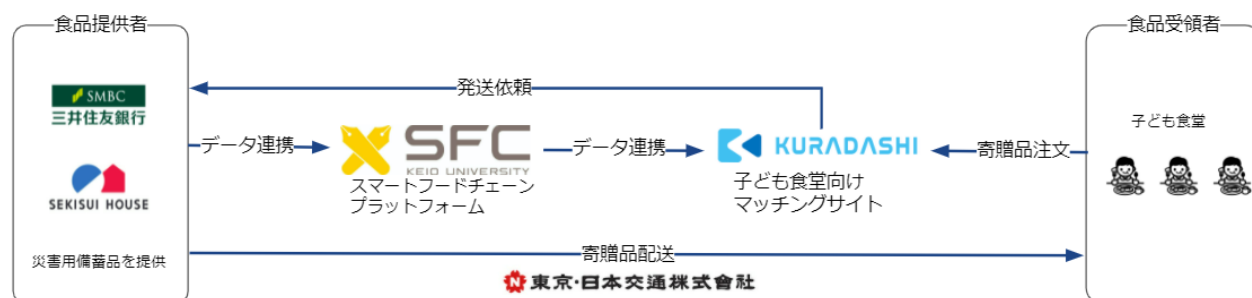 食品提供者
食品受領者
SMBC
三井住友銀行
SEKISUI HOUSE
災害用備蓄品を提供
発送依頼
データ連携
SFC
KEIO UNIVERSITY
スマートフードチェーン
プラットフォーム
データ連携
KURADASHI
子ども食堂向け
マッチングサイト
寄贈品注文
子ども食堂
寄贈品配送
N
東京・日本交通株式會社